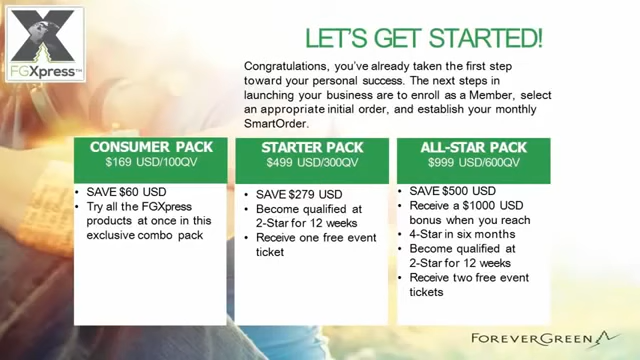 X
FGXpress™
LET'S GET STARTED!
Congratulations, you've already taken the first step
toward your personal success. The next steps in
launching your business are to enroll as a Member, select
an appropriate initial order, and establish your monthly
SmartOrder.
CONSUMER PACK
$169 USD/100QV
• SAVE $60 USD
• Try all the FGXpress
products at once in this
exclusive combo pack
STARTER PACK
$499 USD/300QV
• SAVE $279 USD
• Become qualified at
2-Star for 12 weeks
• Receive one free event
ticket
ALL-STAR PACK
$999 USD/600QV
• SAVE $500 USD
• Receive a $1000 USD
bonus when you reach
• 4-Star in six months
• Become qualified at
2-Star for 12 weeks
• Receive two free event
tickets
FOREVERGREEN